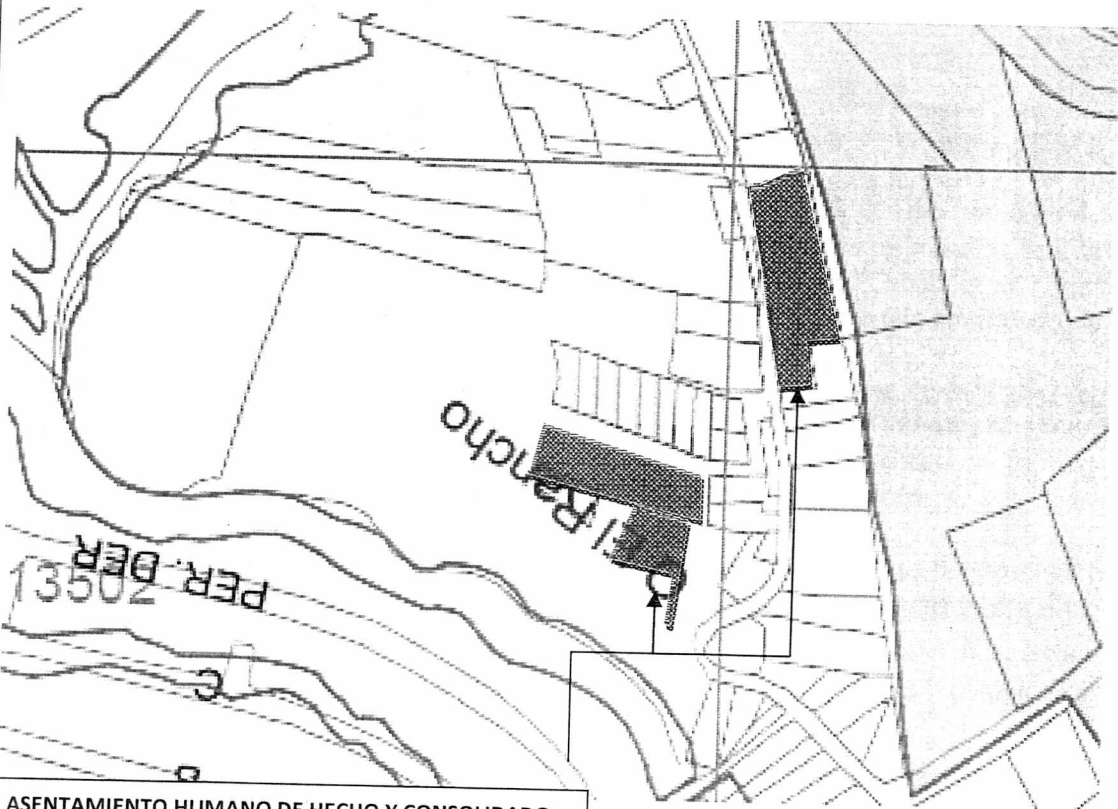 El Rancho
PER. DER
13502
C
ASENTAMIENTO HUMANO DE HECHO Y CONSOLIDADO